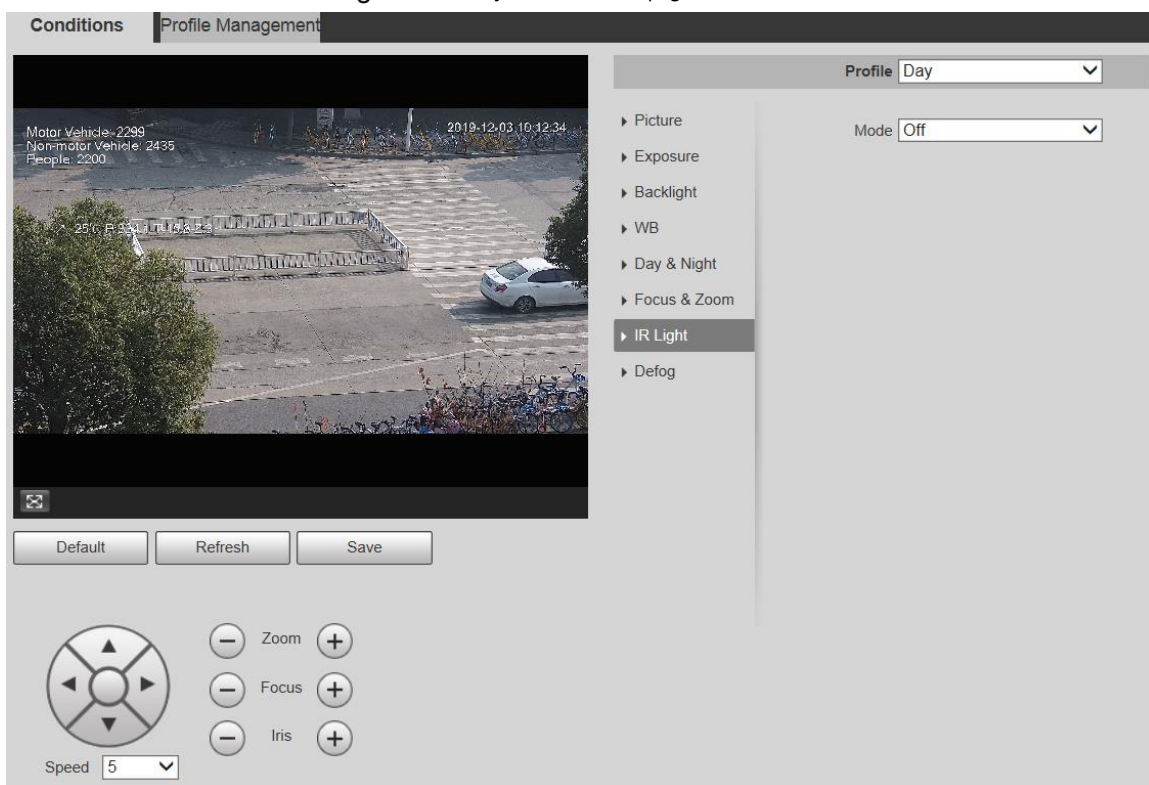 Conditions
Profile Management
Profile Day
Motor Vehicle: 2299
Non-motor Vehicle: 2435
People: 2200
2019-12-03 10:12:34
25℃
Picture
Exposure
Backlight
WB
Day & Night
Focus & Zoom
IR Light
Defog
Mode Off
Default
Refresh
Save
Zoom
Focus
Iris
Speed 5